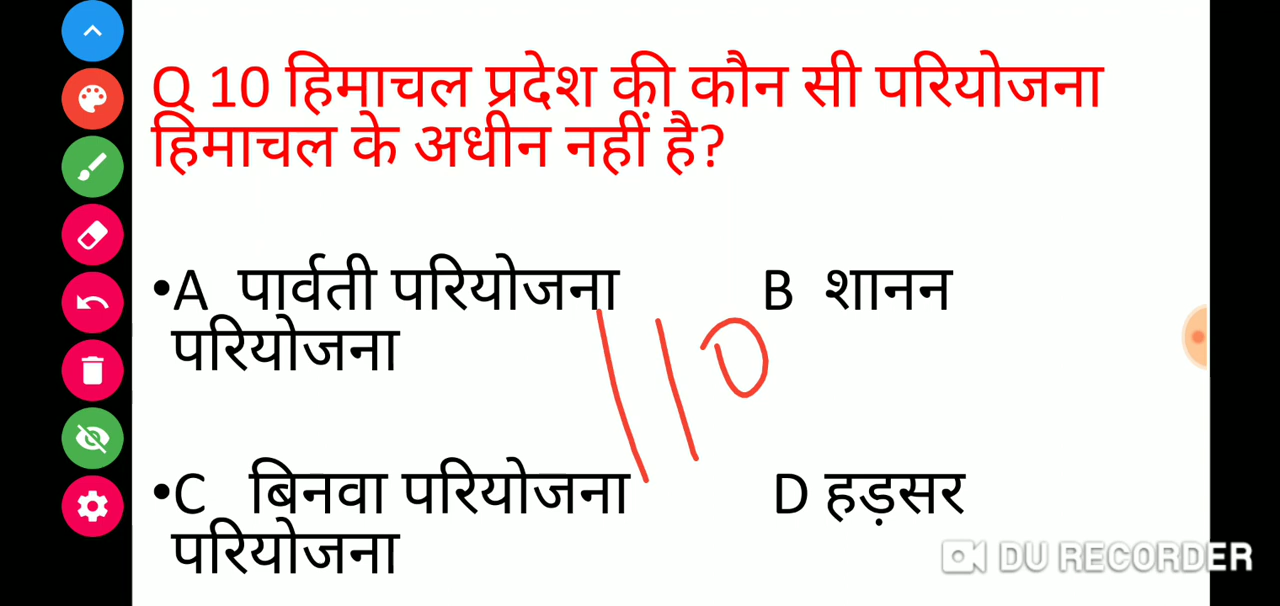 Q 10 हिमाचल प्रदेश की कौन सी परियोजना
हिमाचल के अधीन नहीं है?
•A पार्वती परियोजना B शानन
परियोजना
110
•C बिनवा परियोजना D हड़सर
परियोजना
DU RECORDER